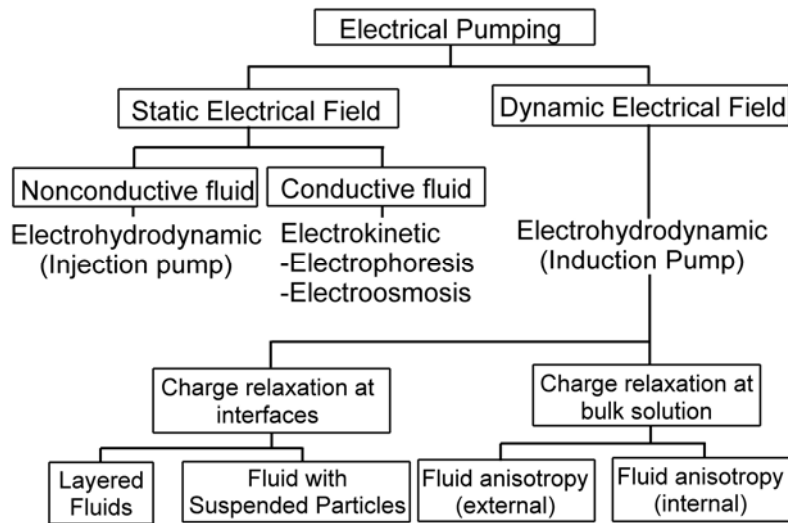 Electrical Pumping
Static Electrical Field
Dynamic Electrical Field
Nonconductive fluid
Conductive fluid
Electrohydrodynamic
(Injection pump)
Electrokinetic
-Electrophoresis
-Electroosmosis
Electrohydrodynamic
(Induction Pump)
Charge relaxation at
interfaces
Charge relaxation at
bulk solution
Layered
Fluids
Fluid with
Suspended Particles
Fluid anisotropy
(external)
Fluid anisotropy
(internal)